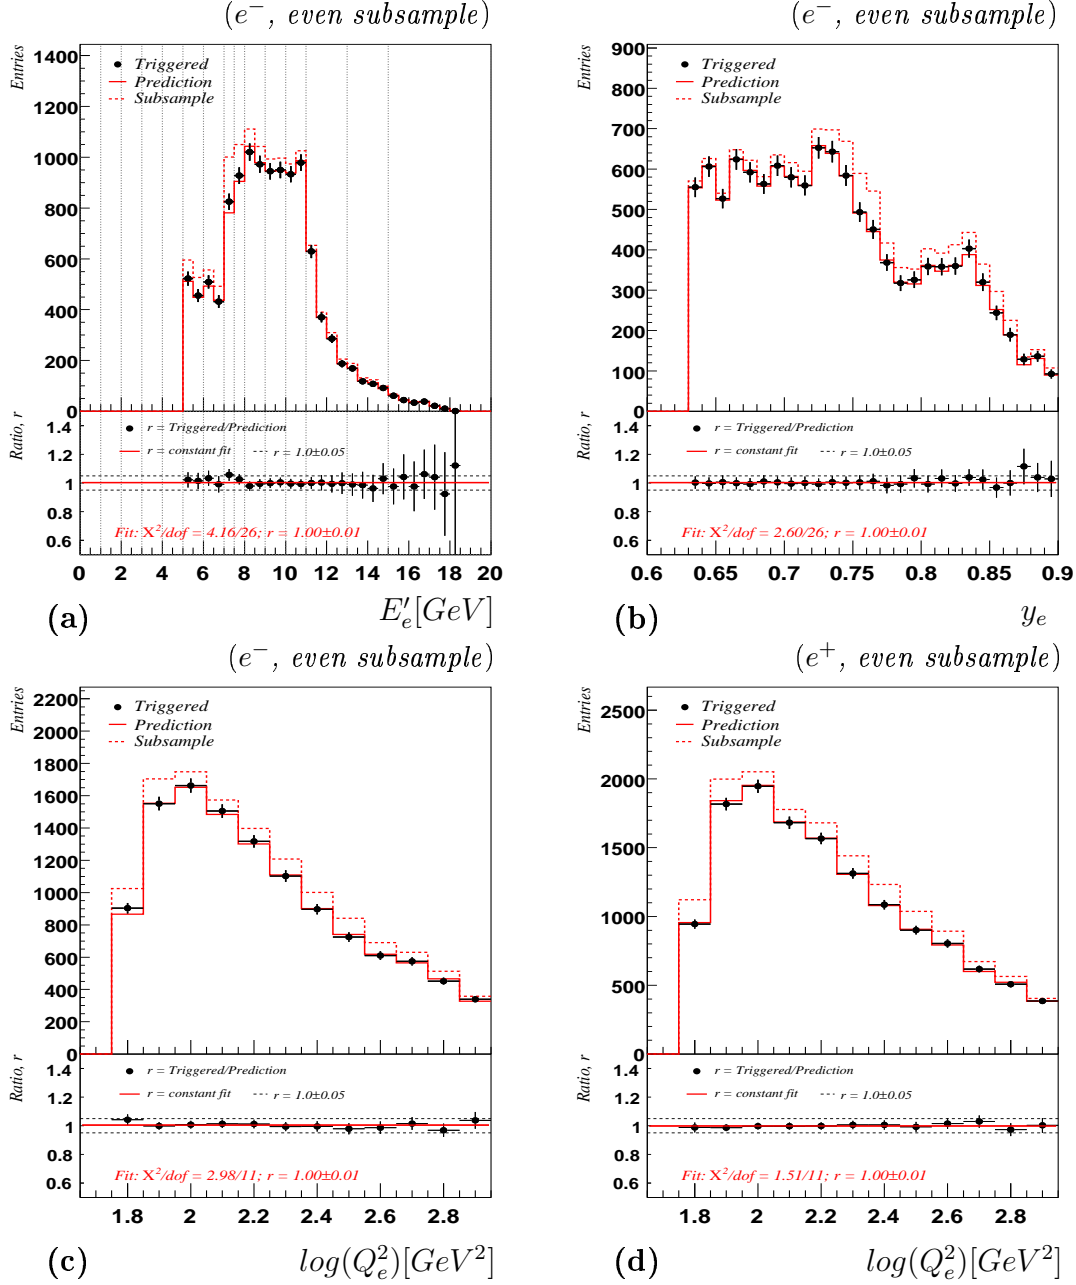 (e⁻, even subsample)
Entries
1400
1200
1000
800
600
400
200
0
Triggered
Prediction
Subsample
Ratio, r
1.4
1.2
1
0.8
0.6
r = Triggered/Prediction
r = constant fit
r = 1.0±0.05
Fit: X²/dof = 4.16/26; r = 1.00±0.01
0 2 4 6 8 10 12 14 16 18 20
(a)
E′ₑ[GeV]
(e⁻, even subsample)
Entries
900
800
700
600
500
400
300
200
100
0
Triggered
Prediction
Subsample
Ratio, r
1.4
1.2
1
0.8
0.6
r = Triggered/Prediction
r = constant fit
r = 1.0±0.05
Fit: X²/dof = 2.60/26; r = 1.00±0.01
0.6 0.65 0.7 0.75 0.8 0.85 0.9
(b)
yₑ
(e⁻, even subsample)
Entries
2200
2000
1800
1600
1400
1200
1000
800
600
400
200
0
Triggered
Prediction
Subsample
Ratio, r
1.4
1.2
1
0.8
0.6
r = Triggered/Prediction
r = constant fit
r = 1.0±0.05
Fit: X²/dof = 2.98/11; r = 1.00±0.01
1.8 2 2.2 2.4 2.6 2.8
(c)
log(Qₑ²)[GeV²]
(e⁺, even subsample)
Entries
2500
2000
1500
1000
500
0
Triggered
Prediction
Subsample
Ratio, r
1.4
1.2
1
0.8
0.6
r = Triggered/Prediction
r = constant fit
r = 1.0±0.05
Fit: X²/dof = 1.51/11; r = 1.00±0.01
1.8 2 2.2 2.4 2.6 2.8
(d)
log(Qₑ²)[GeV²]